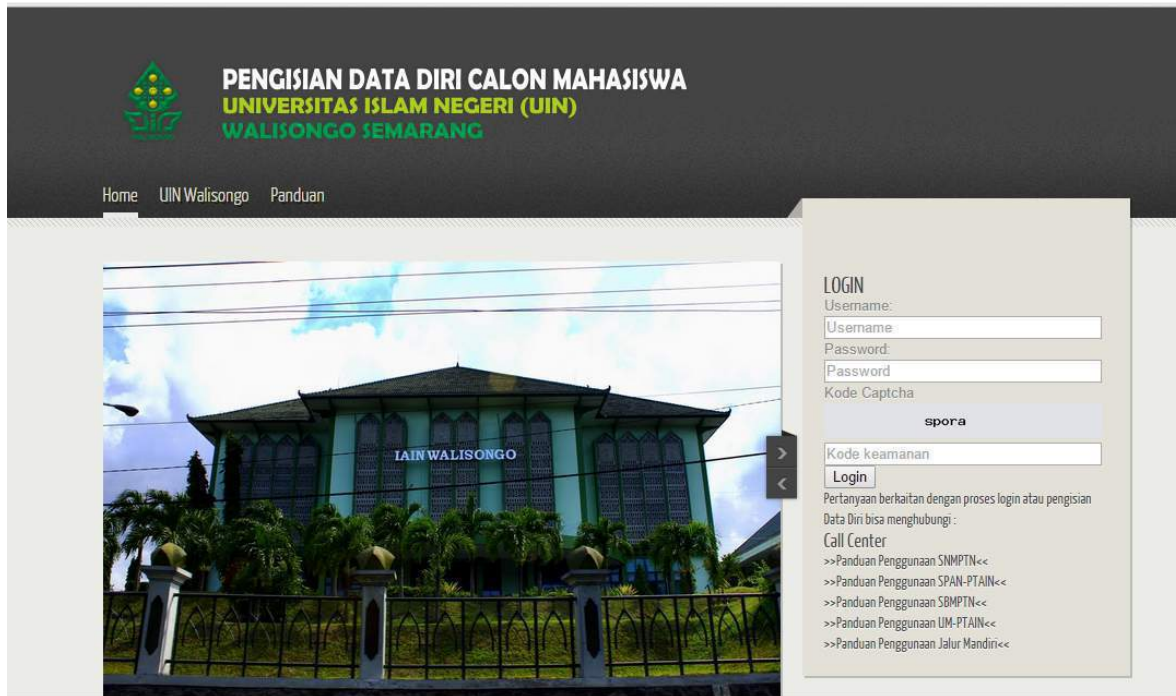 PENGISIAN DATA DIRI CALON MAHASISWA
UNIVERSITAS ISLAM NEGERI (UIN)
WALISONGO SEMARANG
Home UIN Walisongo Panduan
IAIN WALISONGO
LOGIN
Username:
Username
Password:
Password
Kode Captcha
spora
Kode keamanan
Login
Pertanyaan berkaitan dengan proses login atau pengisian
Data Diri bisa menghubungi :
Call Center
>>Panduan Penggunaan SNMPTN<<
>>Panduan Penggunaan SPAN-PTAIN<<
>>Panduan Penggunaan SBMPTN<<
>>Panduan Penggunaan UM-PTAIN<<
>>Panduan Penggunaan Jalur Mandiri<<